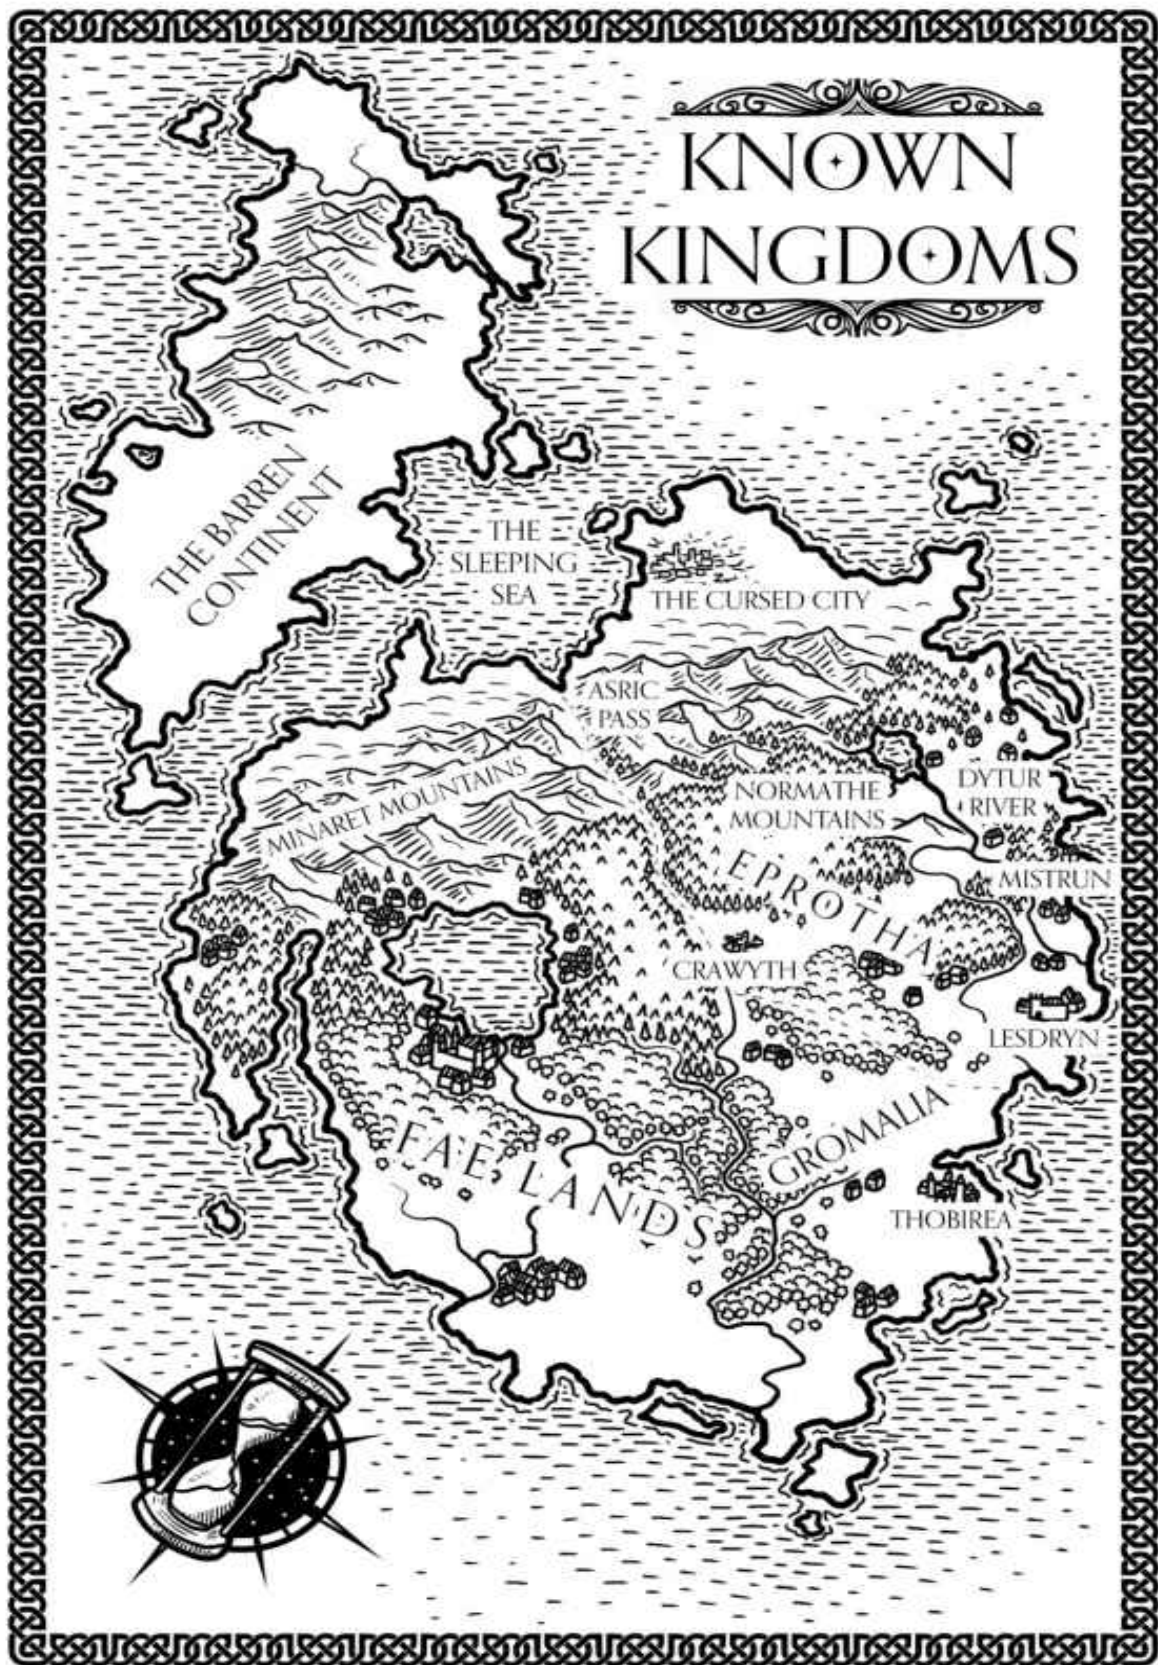 KNOWN
KINGDOMS
THE BARREN
CONTINENT
THE
SLEEPING
SEA
THE CURSED CITY
ASRIC
PASS
MINARET MOUNTAINS
NORMATHE
MOUNTAINS
DYTUR
RIVER
EPROTHA
MISTRUN
CRAWYTH
LESDRYN
GROMALIA
FAE LANDS
THOBIREA